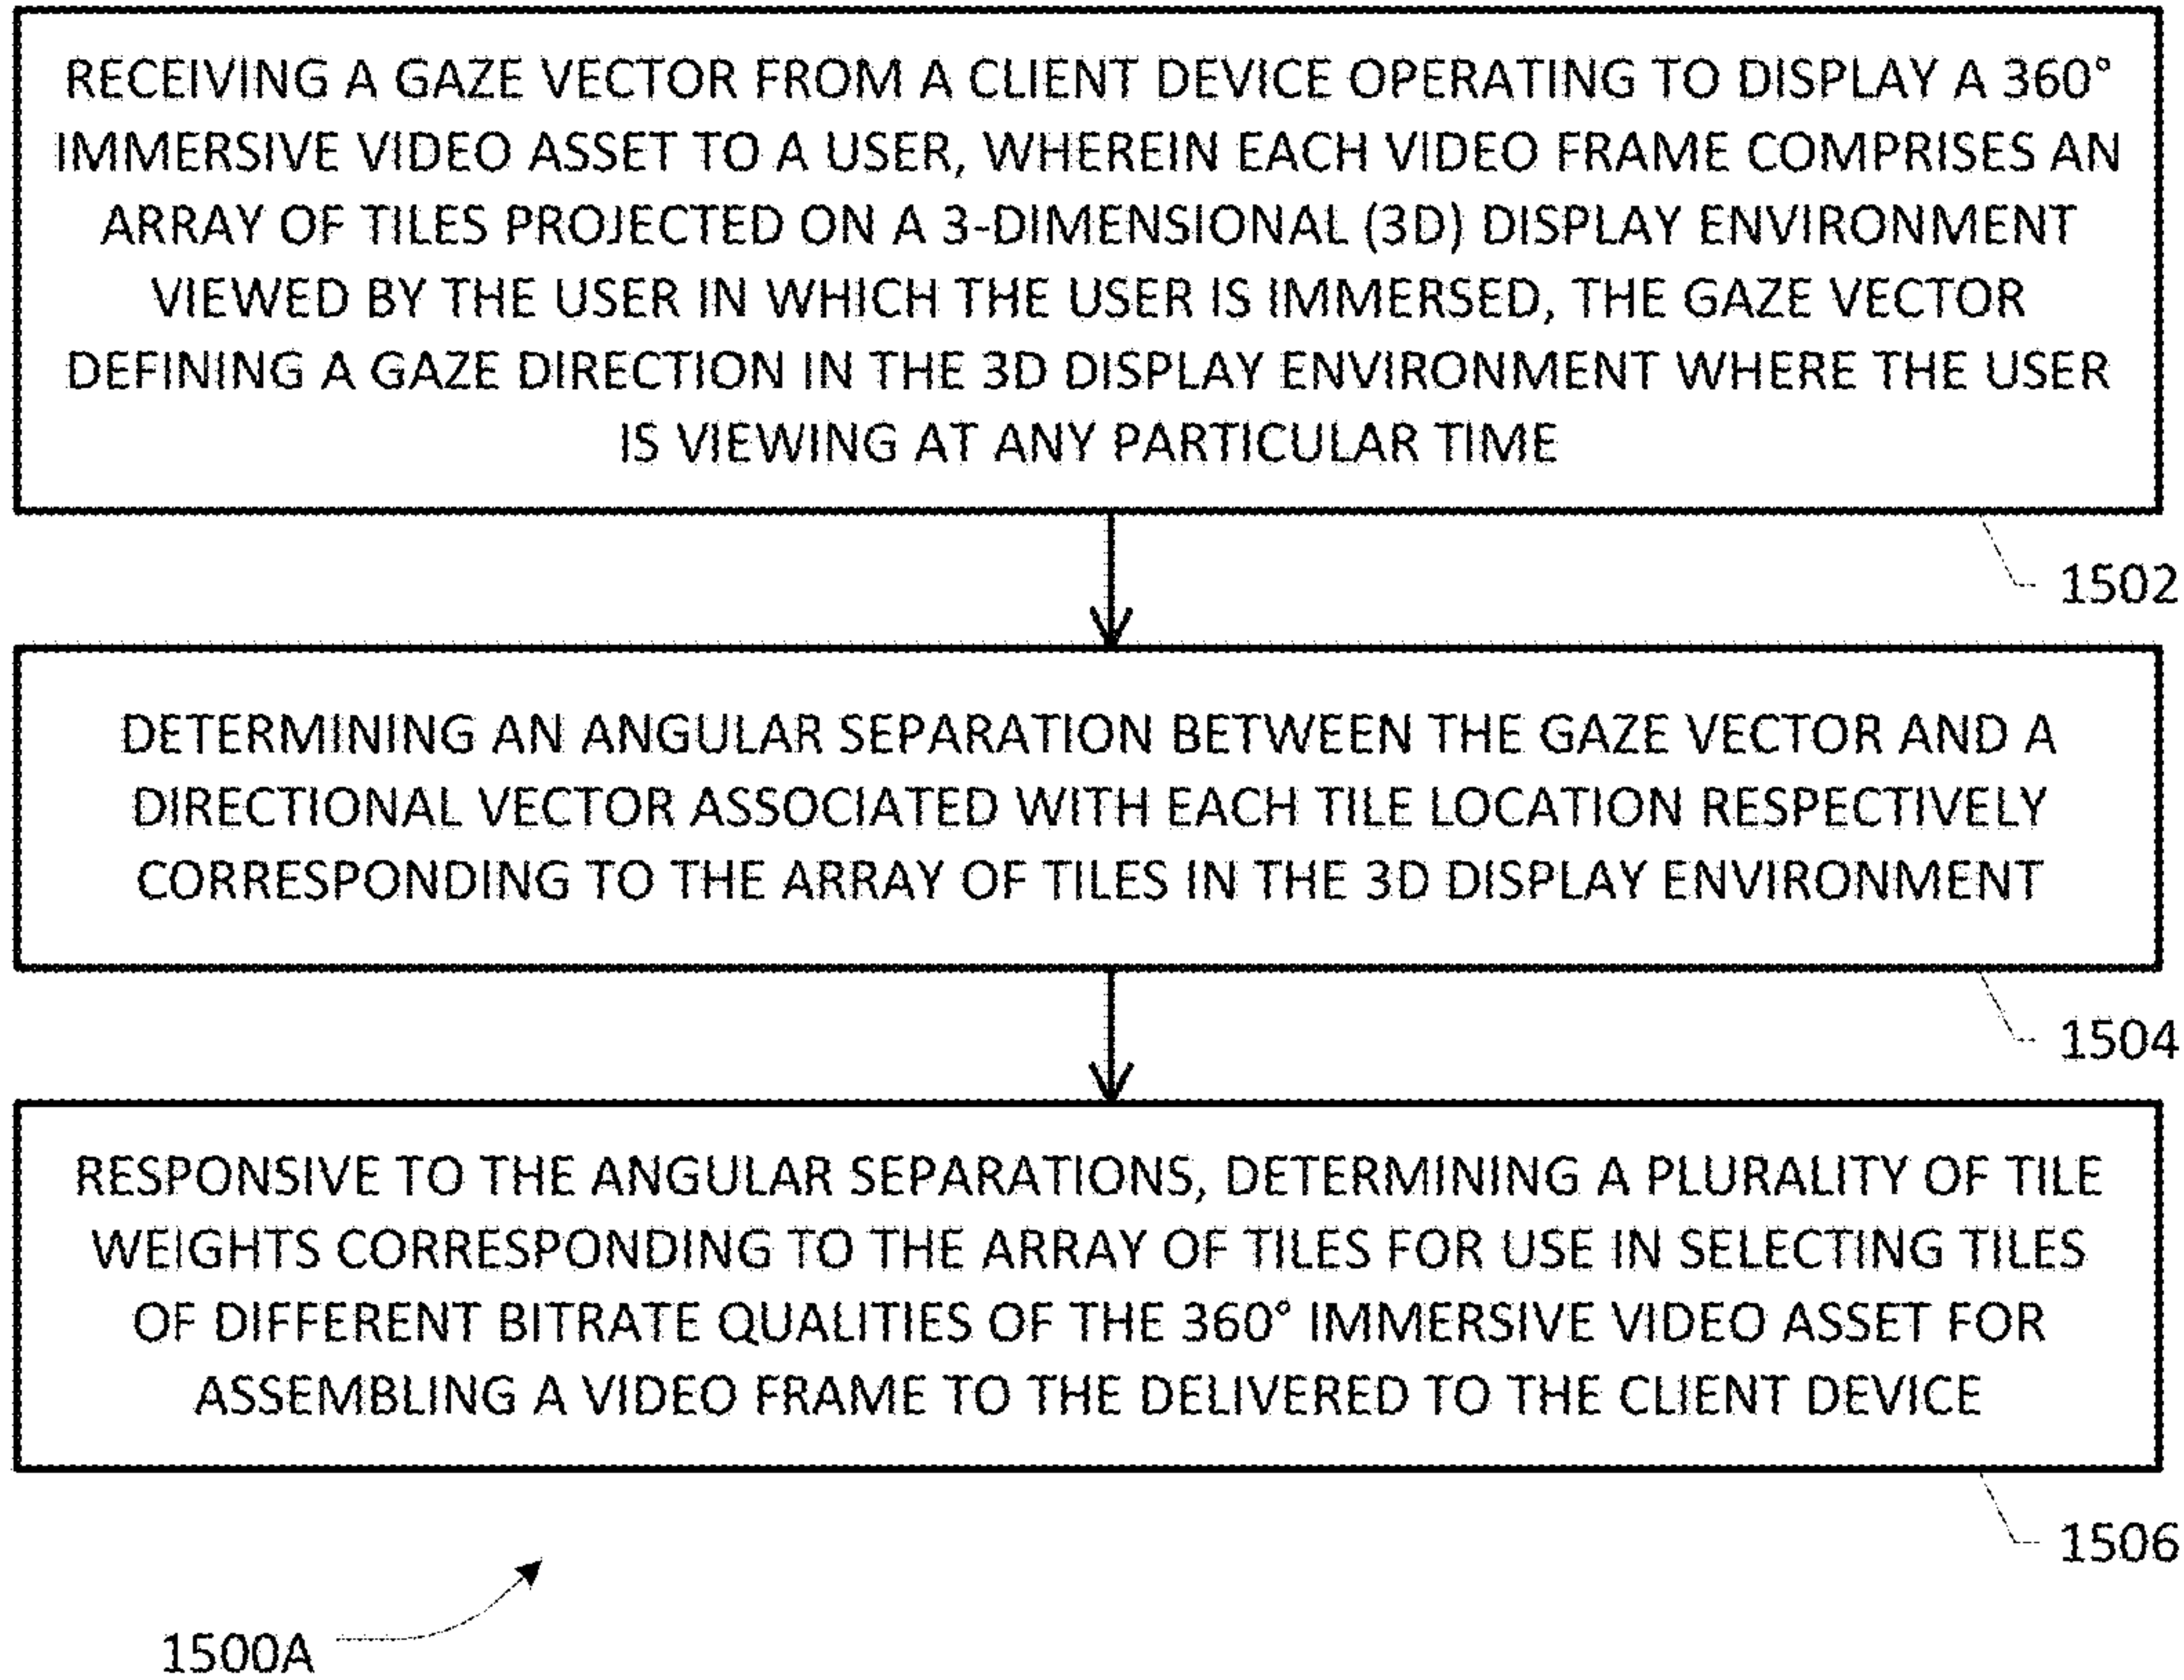 RECEIVING A GAZE VECTOR FROM A CLIENT DEVICE OPERATING TO DISPLAY A 360°
IMMERSIVE VIDEO ASSET TO A USER, WHEREIN EACH VIDEO FRAME COMPRISES AN
ARRAY OF TILES PROJECTED ON A 3-DIMENSIONAL (3D) DISPLAY ENVIRONMENT
VIEWED BY THE USER IN WHICH THE USER IS IMMERSED, THE GAZE VECTOR
DEFINING A GAZE DIRECTION IN THE 3D DISPLAY ENVIRONMENT WHERE THE USER
IS VIEWING AT ANY PARTICULAR TIME
1502
DETERMINING AN ANGULAR SEPARATION BETWEEN THE GAZE VECTOR AND A
DIRECTIONAL VECTOR ASSOCIATED WITH EACH TILE LOCATION RESPECTIVELY
CORRESPONDING TO THE ARRAY OF TILES IN THE 3D DISPLAY ENVIRONMENT
1504
RESPONSIVE TO THE ANGULAR SEPARATIONS, DETERMINING A PLURALITY OF TILE
WEIGHTS CORRESPONDING TO THE ARRAY OF TILES FOR USE IN SELECTING TILES
OF DIFFERENT BITRATE QUALITIES OF THE 360° IMMERSIVE VIDEO ASSET FOR
ASSEMBLING A VIDEO FRAME TO THE DELIVERED TO THE CLIENT DEVICE
1506
1500A